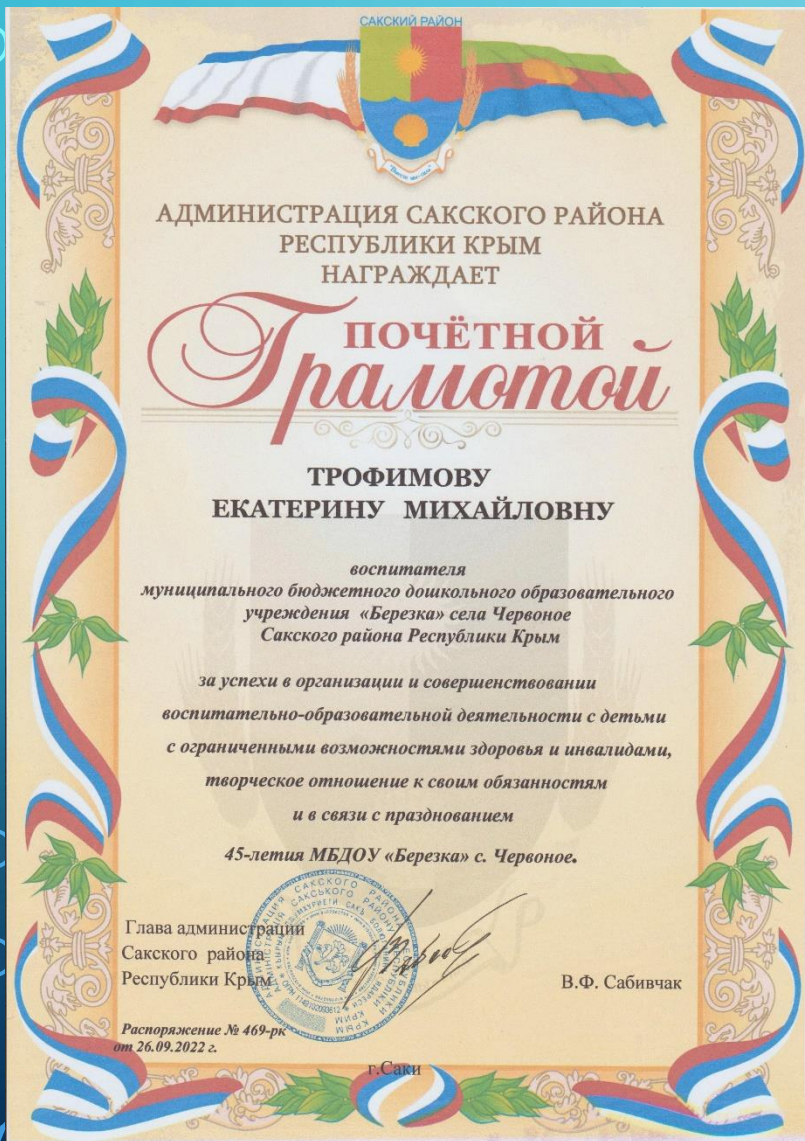 САКСКИЙ РАЙОН
АДМИНИСТРАЦИЯ САКСКОГО РАЙОНА
РЕСПУБЛИКИ КРЫМ
НАГРАЖДАЕТ
ПОЧЁТНОЙ
Грамотой
ТРОФИМОВУ
ЕКАТЕРИНУ МИХАЙЛОВНУ
воспитателя
муниципального бюджетного дошкольного образовательного
учреждения «Березка» села Червоное
Сакского района Республики Крым
за успехи в организации и совершенствовании
воспитательно-образовательной деятельности с детьми
с ограниченными возможностями здоровья и инвалидами,
творческое отношение к своим обязанностям
и в связи с празднованием
45-летия МБДОУ «Березка» с. Червоное.
Глава администрации
Сакского района
Республики Крым
В.Ф. Сабивчак
Распоряжение № 469-рк
от 26.09.2022 г.
г.Саки